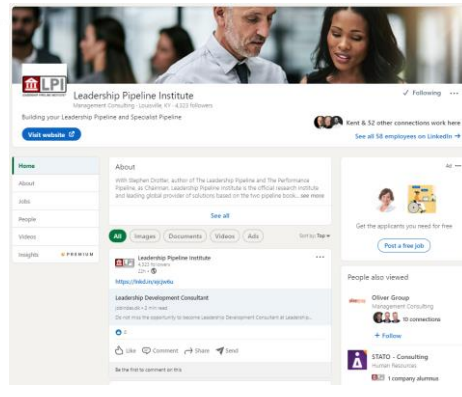 LPI
Leadership Pipeline Institute
Management Consulting · Louisville, KY · 4,323 followers
Building your Leadership Pipeline and Specialist Pipeline
Visit website
✓ Following
Kent & 52 other connections work here
See all 58 employees on LinkedIn →
Home
About
Jobs
People
Videos
Insights
PREMIUM
About
With Stephen Drotter, author of The Leadership Pipeline and The Performance
Pipeline, as Chairman, Leadership Pipeline Institute is the official research institute
and leading global provider of solutions based on the two pipeline book... see more
See all
All
Images
Documents
Videos
Ads
Sort by: Top
Leadership Pipeline Institute
4,323 followers
22h
Leadership Development Consultant
2 min read
Do not miss the opportunity to become Leadership Development Consultant at Leadership...
Like
Comment
Share
Send
Be the first to comment on this
Ad
Get the applicants you need for free
Post a free job
People also viewed
Oliver Group
Management Consulting
10 connections
+ Follow
STATO - Consulting
Human Resources
1 company alumnus